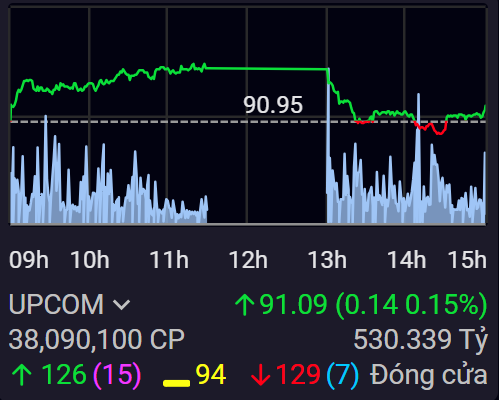 90.95
09h 10h 11h 12h 13h 14h 15h
UPCOM ↑91.09 (0.14 0.15%)
38,090,100 CP 530.339 Tỷ
↑ 126 (15) 94 ↓129 (7) Đóng cửa